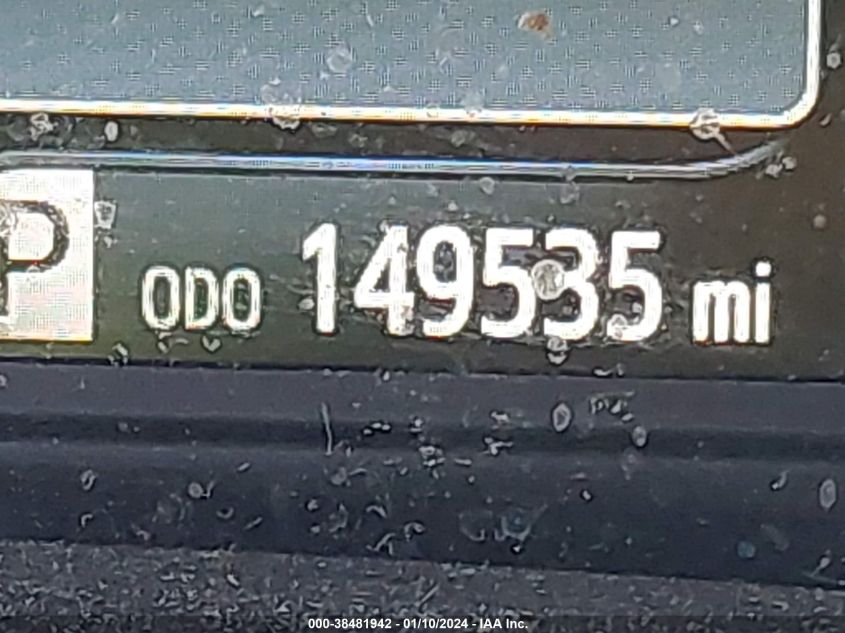 P ODO 149535 mi
000-38481942 - 01/10/2024 - IAA Inc.